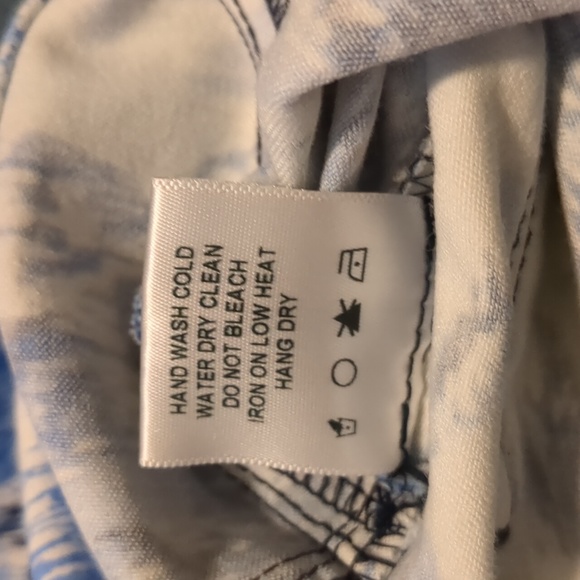 HAND WASH COLD
WATER DRY CLEAN
DO NOT BLEACH
IRON ON LOW HEAT
HANG DRY